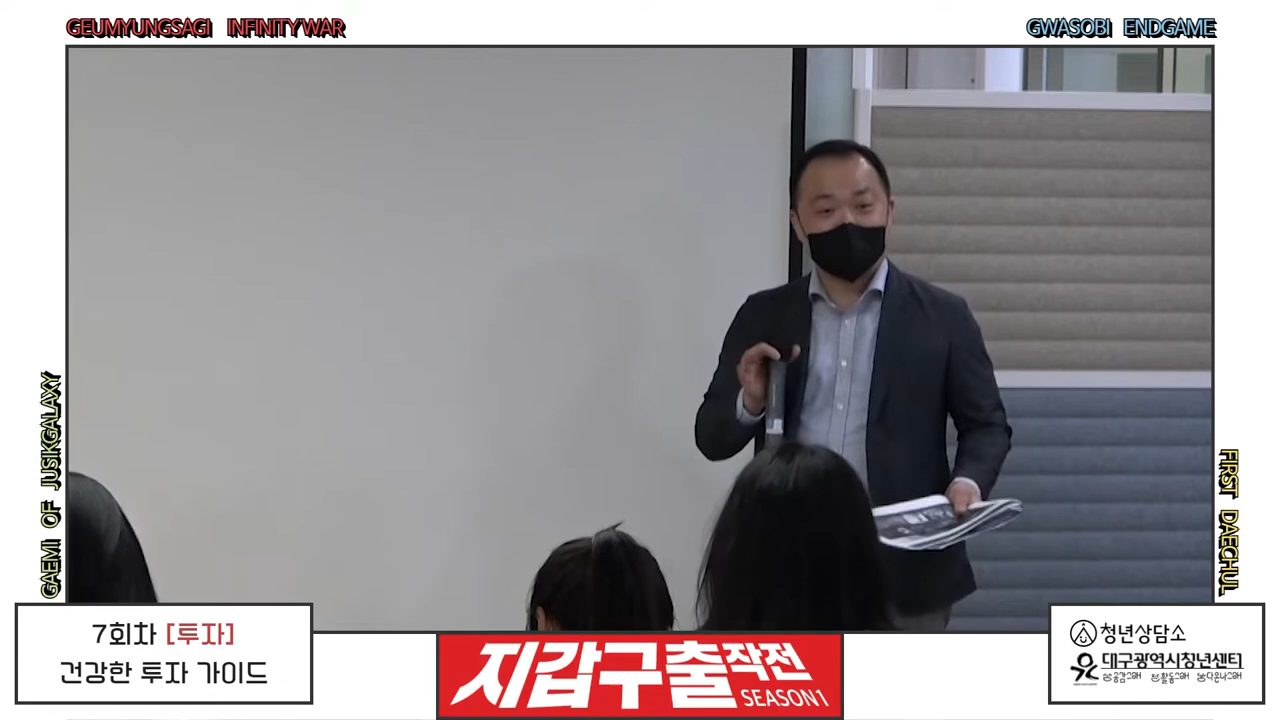 GEUMYUNGSAGI INFINITY WAR
GWASOBI ENDGAME
GAEMI OF JUSIKGALAXY
FIRST DAECHUL
7회차 [투자]
건강한 투자 가이드
지갑구출작전
SEASON1
청년상담소
대구광역시청년센터